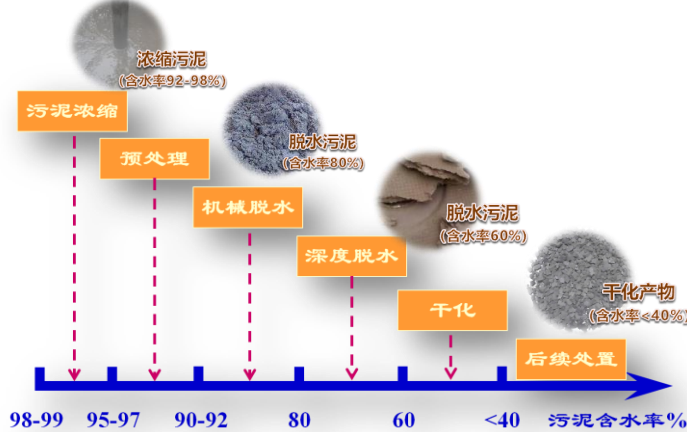 浓缩污泥
(含水率92-98%)
污泥浓缩
预处理
脱水污泥
(含水率80%)
机械脱水
脱水污泥
(含水率60%)
深度脱水
干化
干化产物
(含水率<40%)
后续处置
98-99 95-97 90-92 80 60 <40 污泥含水率%